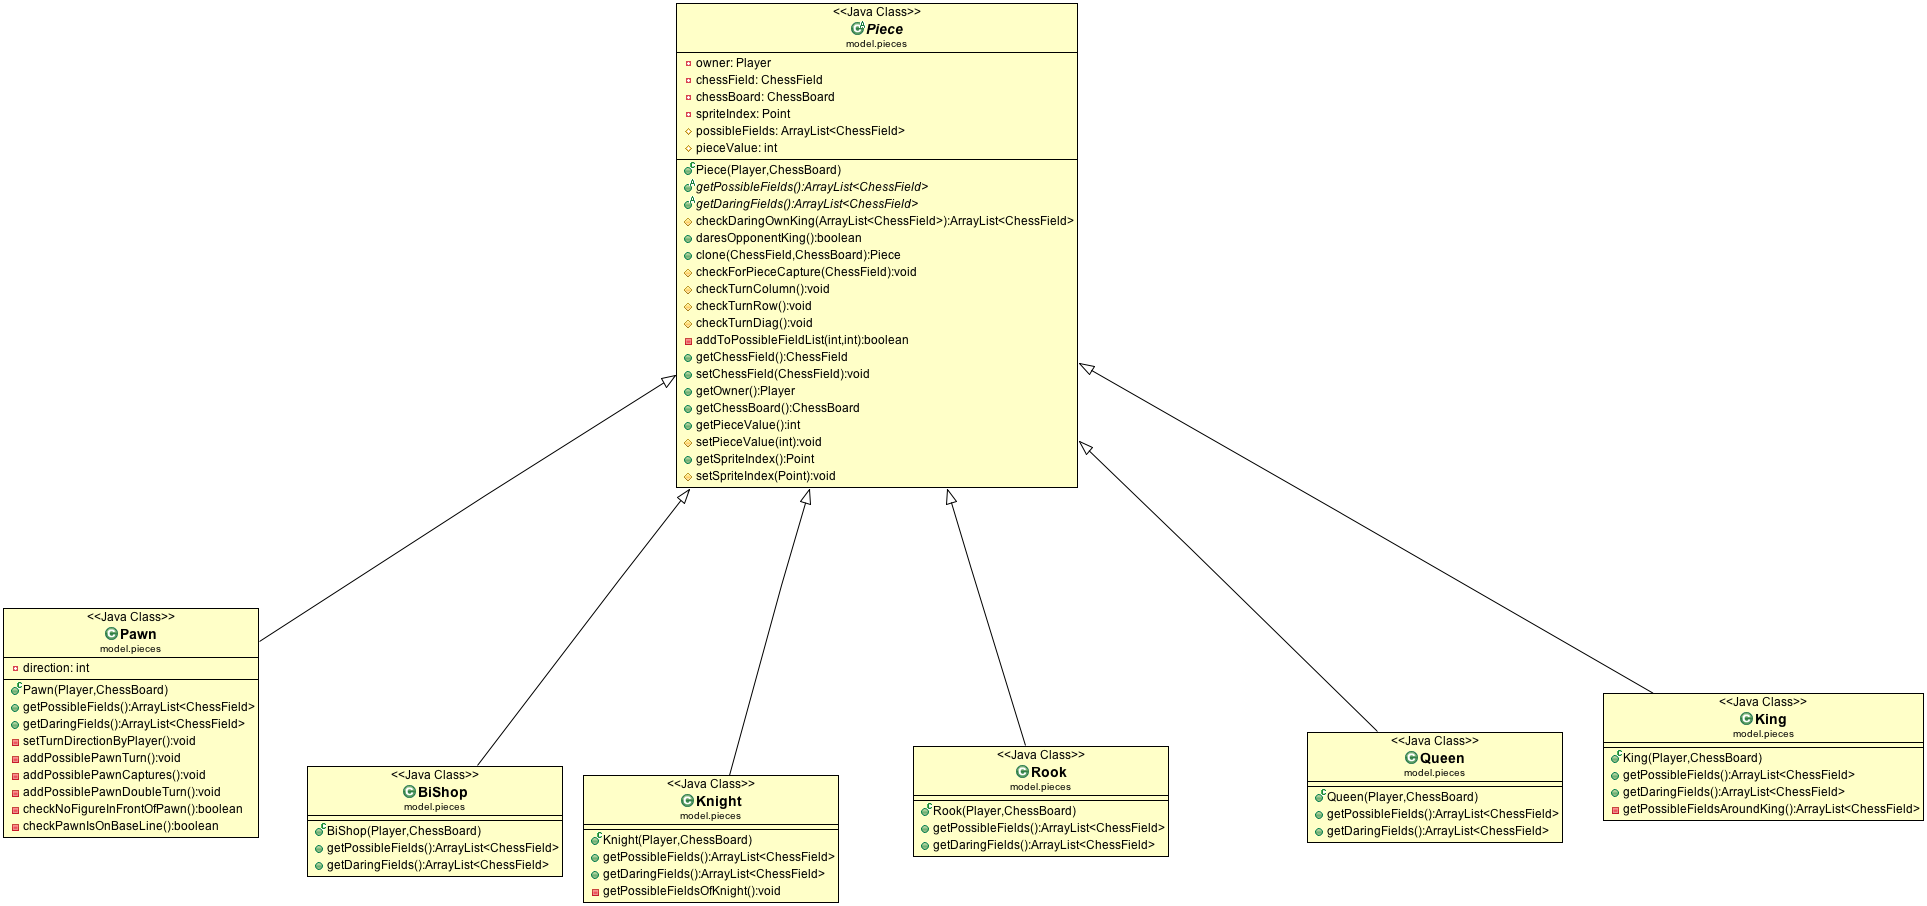 <<Java Class>>
Piece
model.pieces
owner: Player
chessField: ChessField
chessBoard: ChessBoard
spriteIndex: Point
possibleFields: ArrayList<ChessField>
pieceValue: int
Piece(Player,ChessBoard)
getPossibleFields():ArrayList<ChessField>
getDaringFields():ArrayList<ChessField>
checkDaringOwnKing(ArrayList<ChessField>):ArrayList<ChessField>
daresOpponentKing():boolean
clone(ChessField,ChessBoard):Piece
checkForPieceCapture(ChessField):void
checkTurnColumn():void
checkTurnRow():void
checkTurnDiag():void
addToPossibleFieldList(int,int):boolean
getChessField():ChessField
setChessField(ChessField):void
getOwner():Player
getChessBoard():ChessBoard
getPieceValue():int
setPieceValue(int):void
getSpriteIndex():Point
setSpriteIndex(Point):void
<<Java Class>>
Pawn
model.pieces
direction: int
Pawn(Player,ChessBoard)
getPossibleFields():ArrayList<ChessField>
getDaringFields():ArrayList<ChessField>
setTurnDirectionByPlayer():void
addPossiblePawnTurn():void
addPossiblePawnCaptures():void
addPossiblePawnDoubleTurn():void
checkNoFigureInFrontOfPawn():boolean
checkPawnIsOnBaseLine():boolean
<<Java Class>>
BiShop
model.pieces
BiShop(Player,ChessBoard)
getPossibleFields():ArrayList<ChessField>
getDaringFields():ArrayList<ChessField>
<<Java Class>>
Knight
model.pieces
Knight(Player,ChessBoard)
getPossibleFields():ArrayList<ChessField>
getDaringFields():ArrayList<ChessField>
getPossibleFieldsOfKnight():void
<<Java Class>>
Rook
model.pieces
Rook(Player,ChessBoard)
getPossibleFields():ArrayList<ChessField>
getDaringFields():ArrayList<ChessField>
<<Java Class>>
Queen
model.pieces
Queen(Player,ChessBoard)
getPossibleFields():ArrayList<ChessField>
getDaringFields():ArrayList<ChessField>
<<Java Class>>
King
model.pieces
King(Player,ChessBoard)
getPossibleFields():ArrayList<ChessField>
getDaringFields():ArrayList<ChessField>
getPossibleFieldsAroundKing():ArrayList<ChessField>